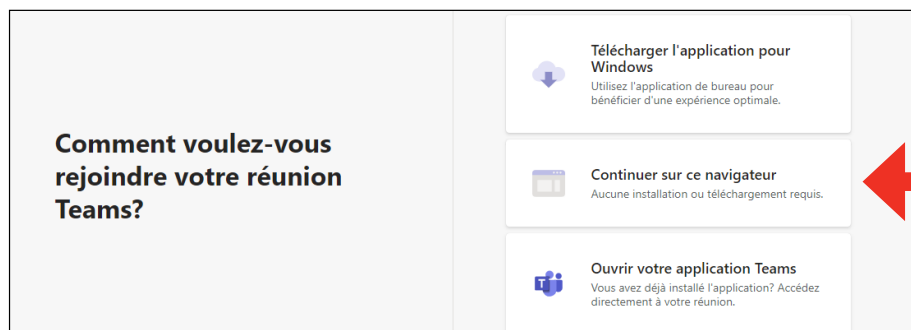 Comment voulez-vous
rejoindre votre réunion
Teams?
Télécharger l'application pour
Windows
Utilisez l'application de bureau pour
bénéficier d'une expérience optimale.
Continuer sur ce navigateur
Aucune installation ou téléchargement requis.
Ouvrir votre application Teams
Vous avez déjà installé l'application? Accédez
directement à votre réunion.